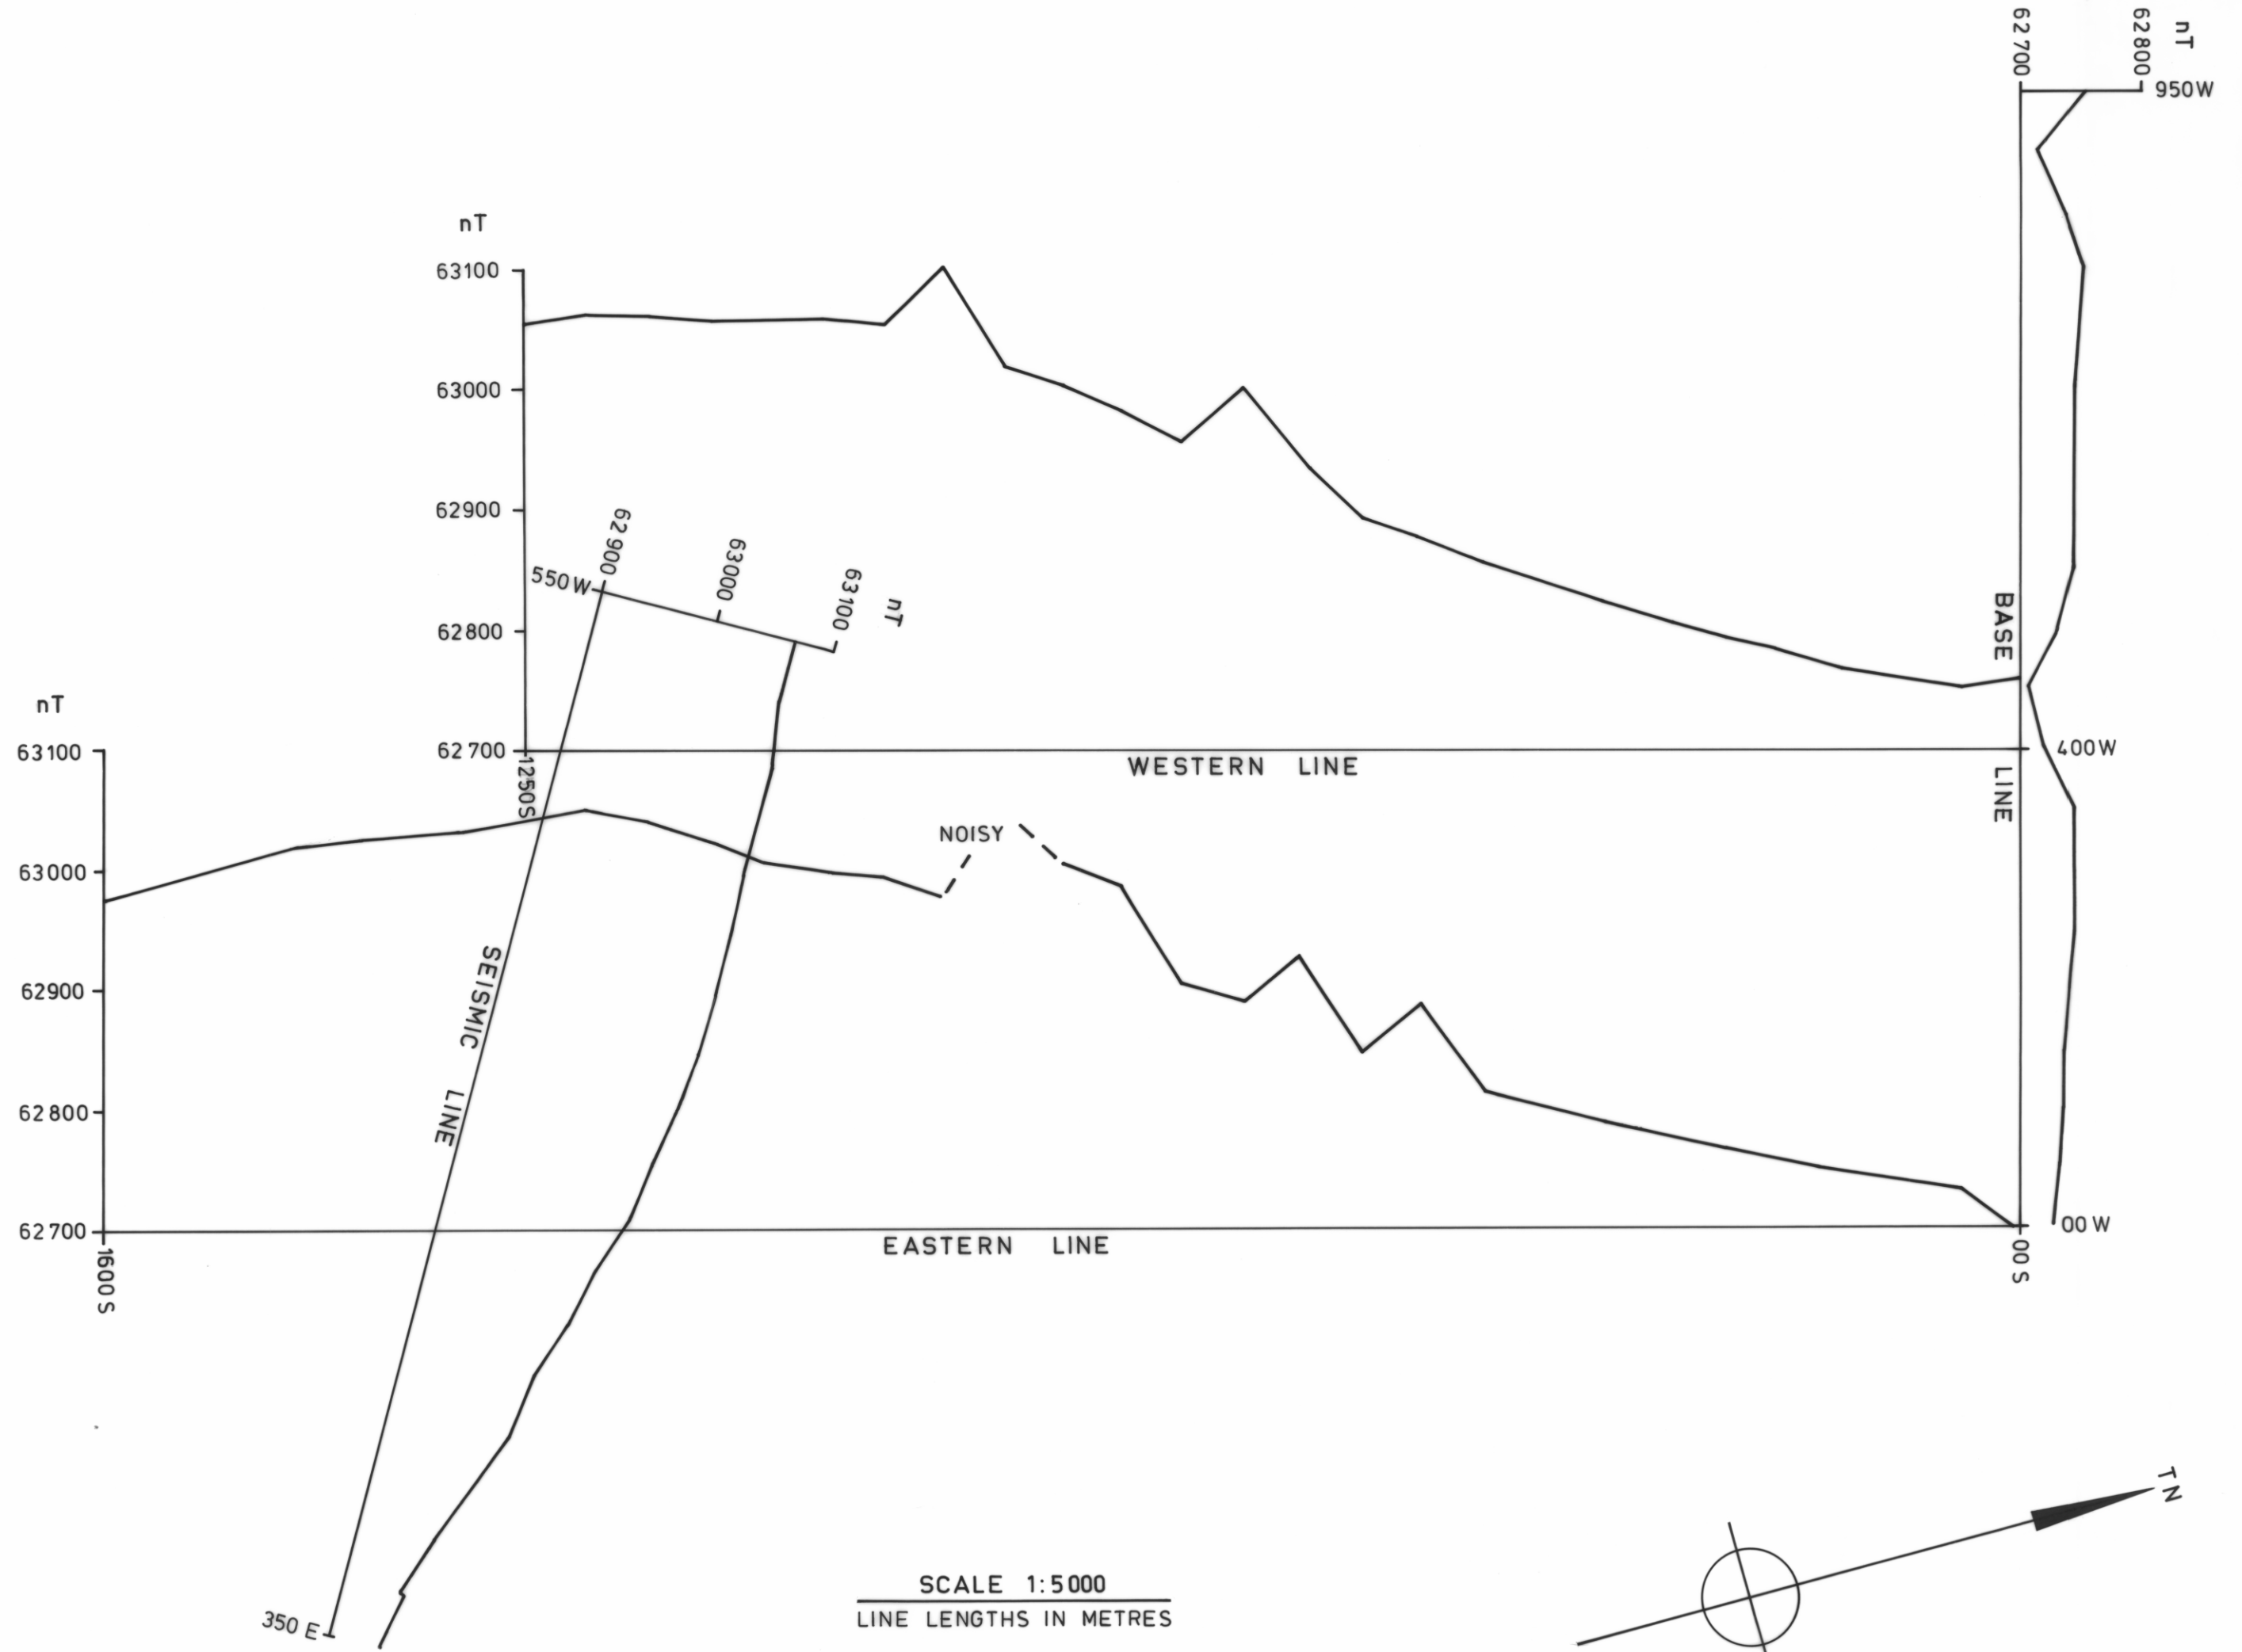 62700
62800
nT
950W
nT
63100
63000
62900
62800
62700
1250S
WESTERN LINE
BASE LINE
400W
550W
62900
63000
63100
nT
nT
63100
63000
62900
62800
62700
1600S
NOISY
SEISMIC LINE
EASTERN LINE
00W
00S
350E
TN
SCALE 1:5000
LINE LENGTHS IN METRES